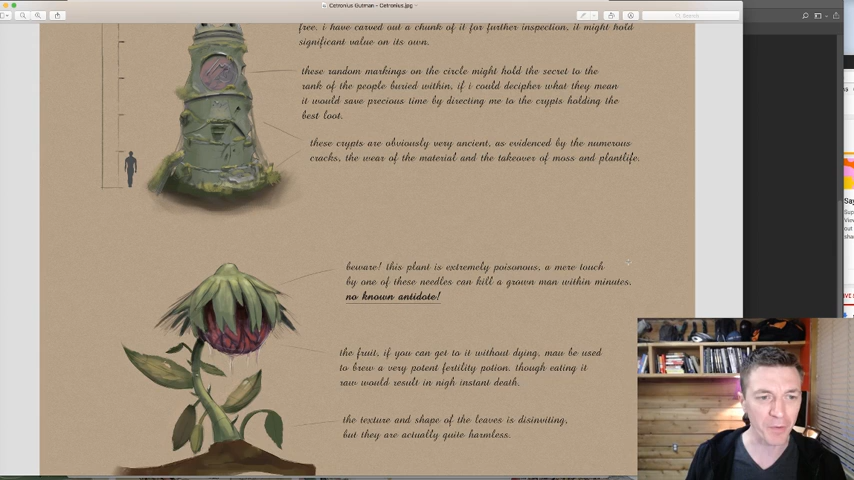 Cetronius Gutman - Cetronius.jpg
Search
free. i have carved out a chunk of it for further inspection, it might hold
significant value on its own.
these random markings on the circle might hold the secret to the
rank of the people buried within, if i could decipher what they mean
it would save precious time by directing me to the crypts holding the
best loot.
these crypts are obviously very ancient, as evidenced by the numerous
cracks, the wear of the material and the takeover of moss and plantlife.
beware! this plant is extremely poisonous, a mere touch
by one of these needles can kill a grown man within minutes.
no known antidote!
the fruit, if you can get to it without dying, may be used
to brew a very potent fertility potion. though eating it
raw would result in nigh instant death.
the texture and shape of the leaves is disinviting,
but they are actually quite harmless.